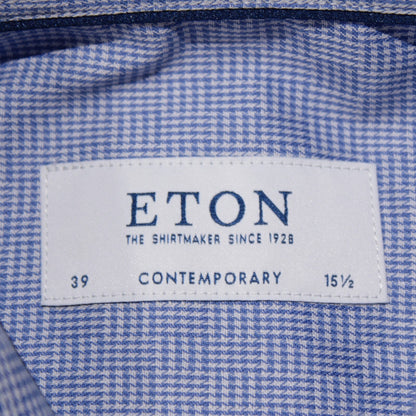 ETON
THE SHIRTMAKER SINCE 1928
39 CONTEMPORARY 15½